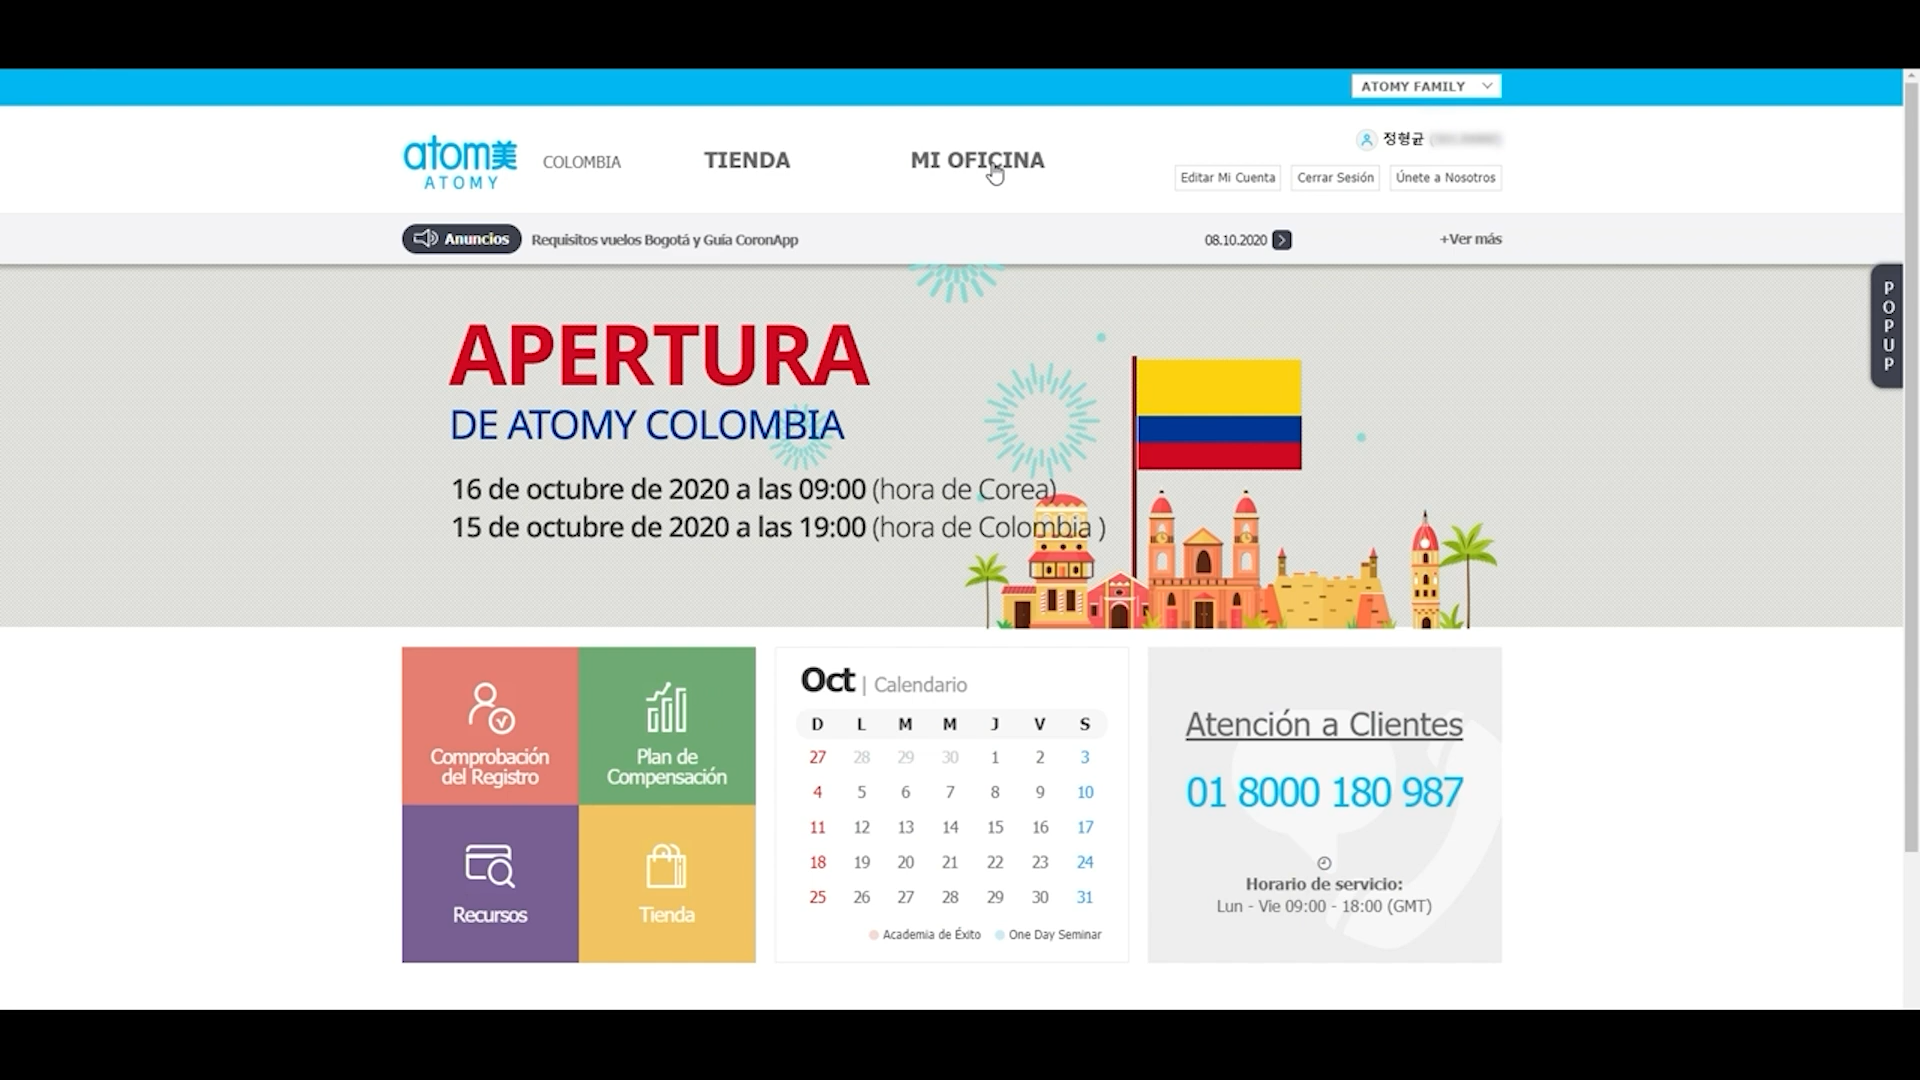 ATOMY FAMILY
atom美
ATOMY
COLOMBIA
TIENDA
MI OFICINA
정형균
Editar Mi Cuenta
Cerrar Sesión
Únete a Nosotros
Anuncios
Requisitos vuelos Bogotá y Guía CoronApp
08.10.2020
+Ver más
POPUP
APERTURA
DE ATOMY COLOMBIA
16 de octubre de 2020 a las 09:00 (hora de Corea)
15 de octubre de 2020 a las 19:00 (hora de Colombia )
Comprobación
del Registro
Plan de
Compensación
Recursos
Tienda
Oct | Calendario
D L M M J V S
27 28 29 30 1 2 3
4 5 6 7 8 9 10
11 12 13 14 15 16 17
18 19 20 21 22 23 24
25 26 27 28 29 30 31
Academia de Éxito
One Day Seminar
Atención a Clientes
01 8000 180 987
Horario de servicio:
Lun - Vie 09:00 - 18:00 (GMT)